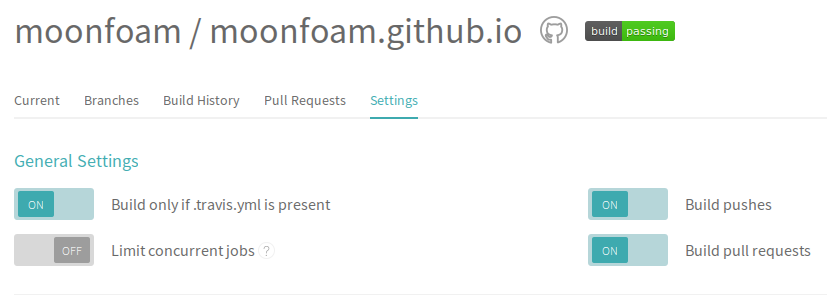 moonfoam / moonfoam.github.io build passing
Current Branches Build History Pull Requests Settings
General Settings
ON Build only if .travis.yml is present ON Build pushes
OFF Limit concurrent jobs ? ON Build pull requests